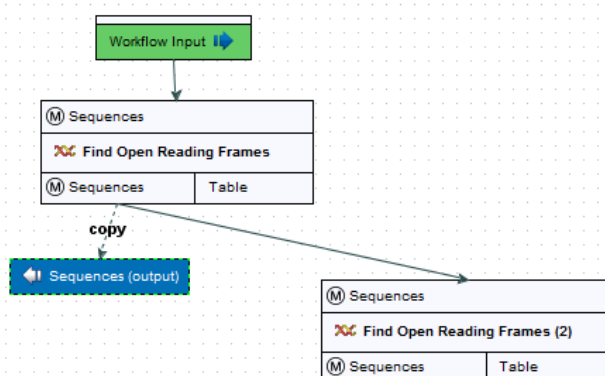 Workflow Input
M Sequences
Find Open Reading Frames
M Sequences Table
copy
Sequences (output)
M Sequences
Find Open Reading Frames (2)
M Sequences Table